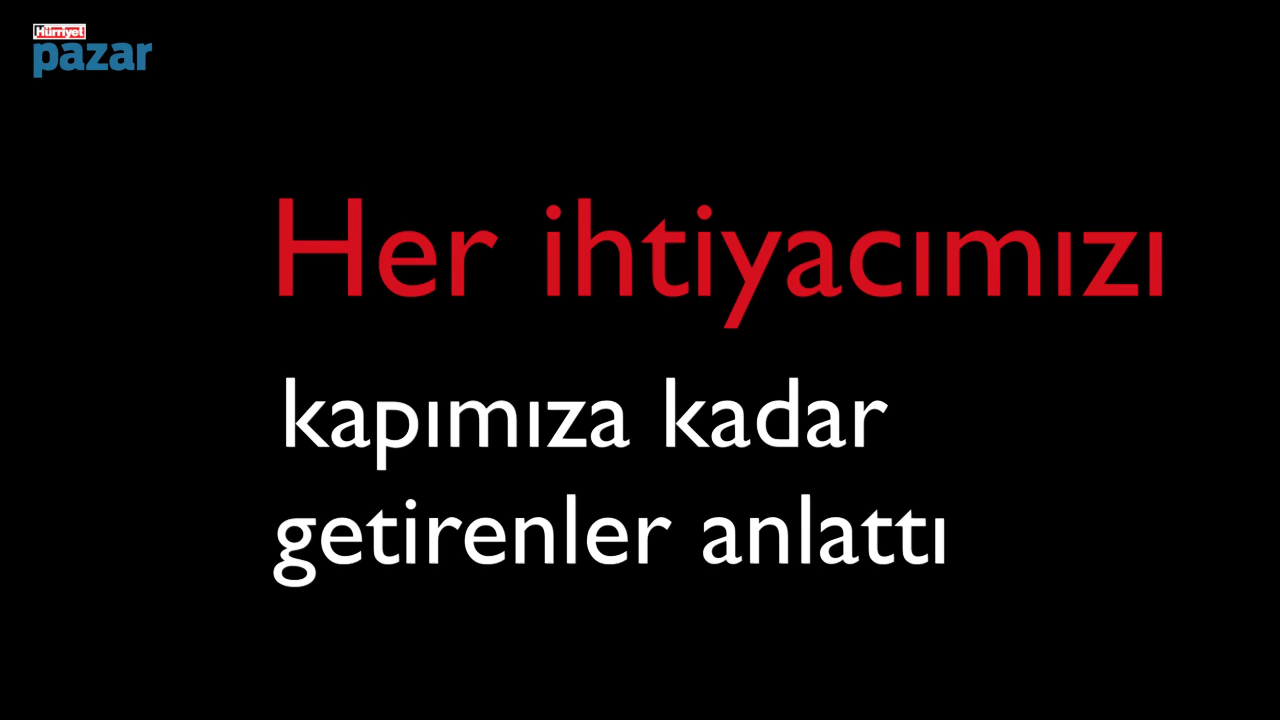 Hürriyet
pazar
Her ihtiyacımızı
kapımıza kadar
getirenler anlattı